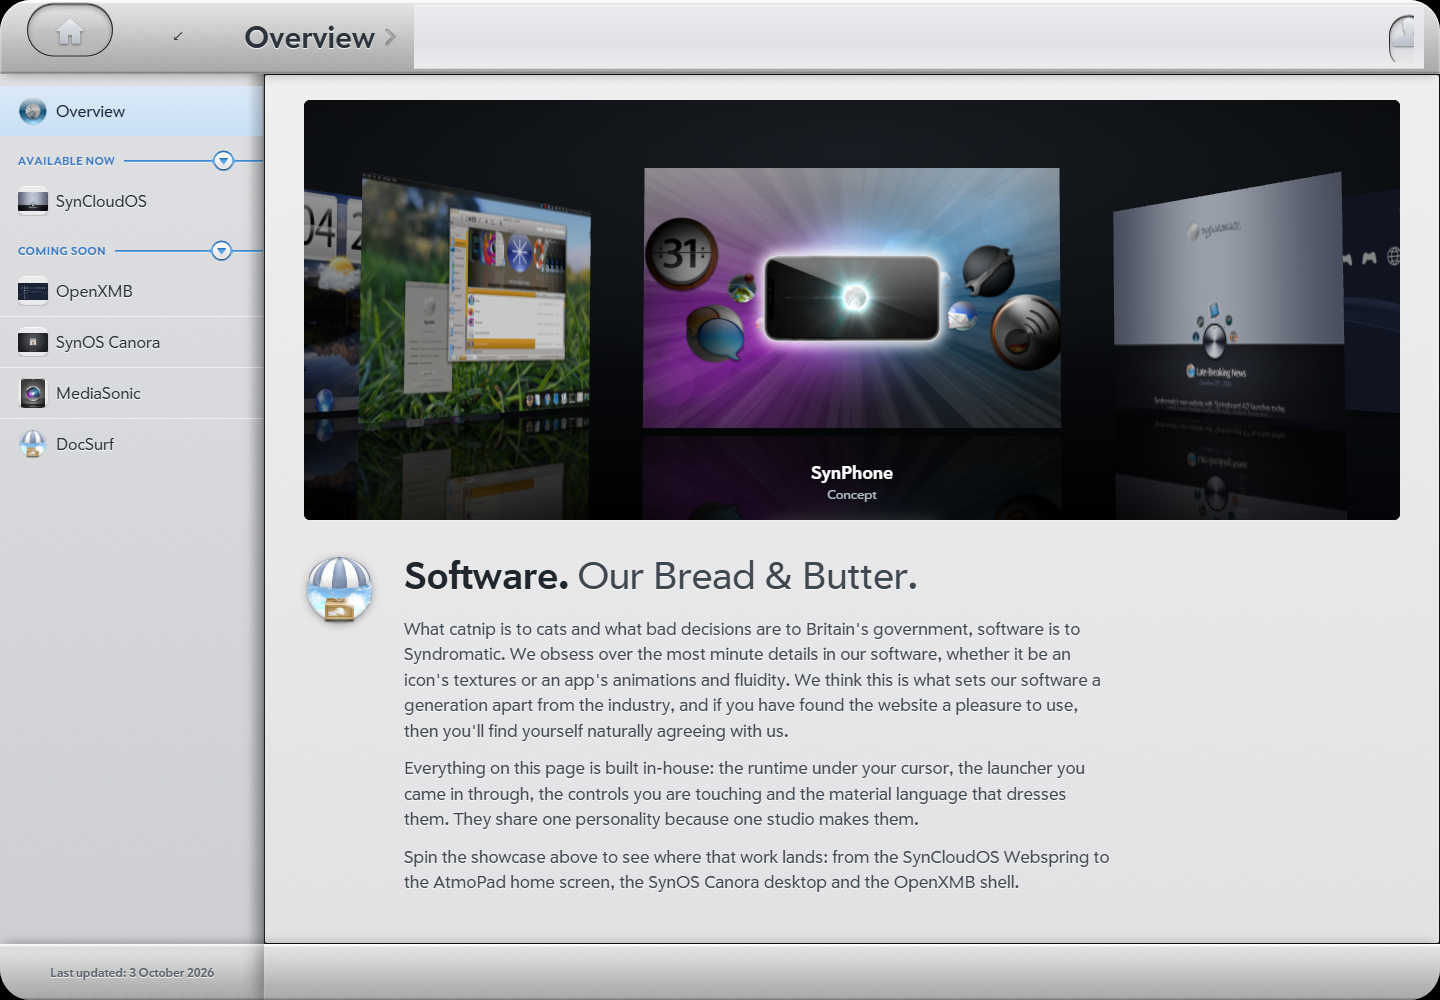 Overview
Overview
AVAILABLE NOW
SynCloudOS
COMING SOON
OpenXMB
SynOS Canora
MediaSonic
DocSurf
04
31
Late-Breaking News
SynPhone
Concept
Software. Our Bread & Butter.
What catnip is to cats and what bad decisions are to Britain's government, software is to
Syndromatic. We obsess over the most minute details in our software, whether it be an
icon's textures or an app's animations and fluidity. We think this is what sets our software a
generation apart from the industry, and if you have found the website a pleasure to use,
then you'll find yourself naturally agreeing with us.
Everything on this page is built in-house: the runtime under your cursor, the launcher you
came in through, the controls you are touching and the material language that dresses
them. They share one personality because one studio makes them.
Spin the showcase above to see where that work lands: from the SynCloudOS Webspring to
the AtmoPad home screen, the SynOS Canora desktop and the OpenXMB shell.
Last updated: 3 October 2026